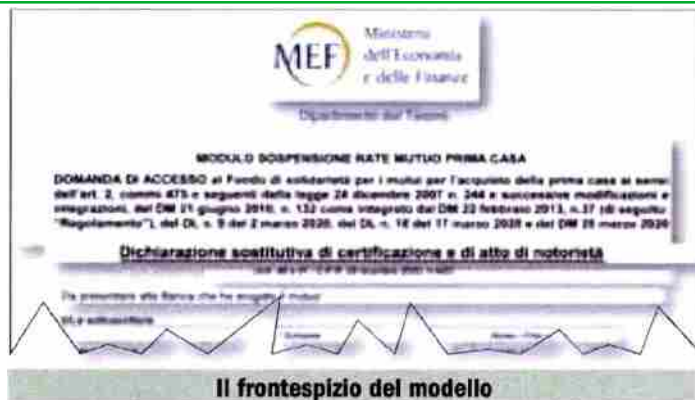 MEF
Ministero
dell'Economia
e delle Finanze
Dipartimento del Tesoro
MODULO SOSPENSIONE RATE MUTUO PRIMA CASA
DOMANDA DI ACCESSO al Fondo di solidarietà per i mutui per l'acquisto della prima casa ai sensi
dell'art. 2, commi 475 e seguenti della legge 24 dicembre 2007 n. 244 e successive modificazioni e
integrazioni, del DM 21 giugno 2010, n. 132 come integrato dal DM 22 febbraio 2013, n.37 (di seguito
"Regolamento"), del DL n. 9 del 2 marzo 2020, del DL n. 18 del 17 marzo 2020 e del DM 25 marzo 2020
Dichiarazione sostitutiva di certificazione e di atto di notorietà
Da presentare alla Banca che ha erogato il mutuo
Il/La sottoscritto/a
Cognome
Il frontespizio del modello